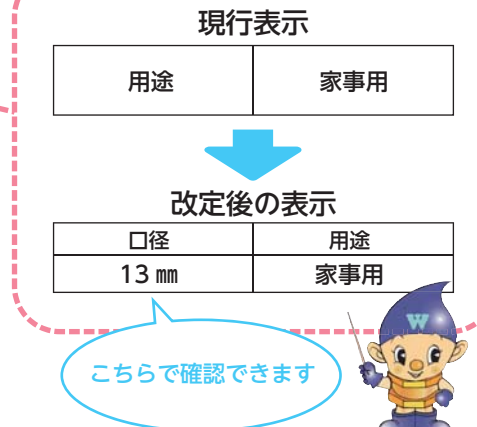 現行表示
用途 家事用
改定後の表示
口径 用途
13㎜ 家事用
こちらで確認できます
W